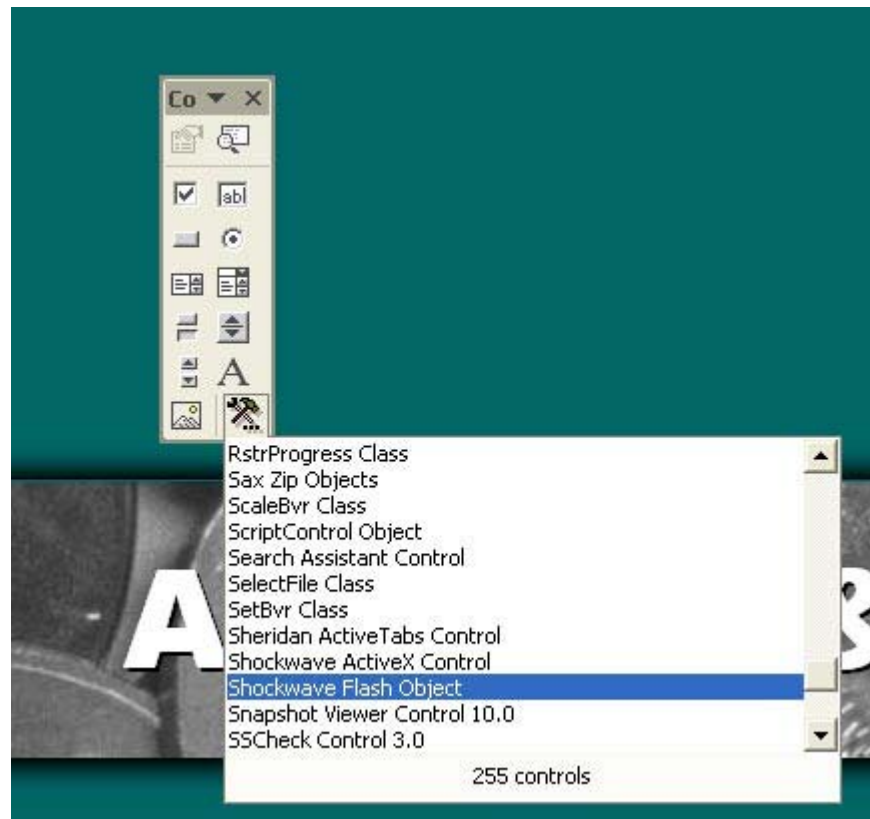 Co
abl
A
RstrProgress Class
Sax Zip Objects
ScaleBvr Class
ScriptControl Object
Search Assistant Control
SelectFile Class
SetBvr Class
Sheridan ActiveTabs Control
Shockwave ActiveX Control
Shockwave Flash Object
Snapshot Viewer Control 10.0
SSCheck Control 3.0
255 controls
A
&